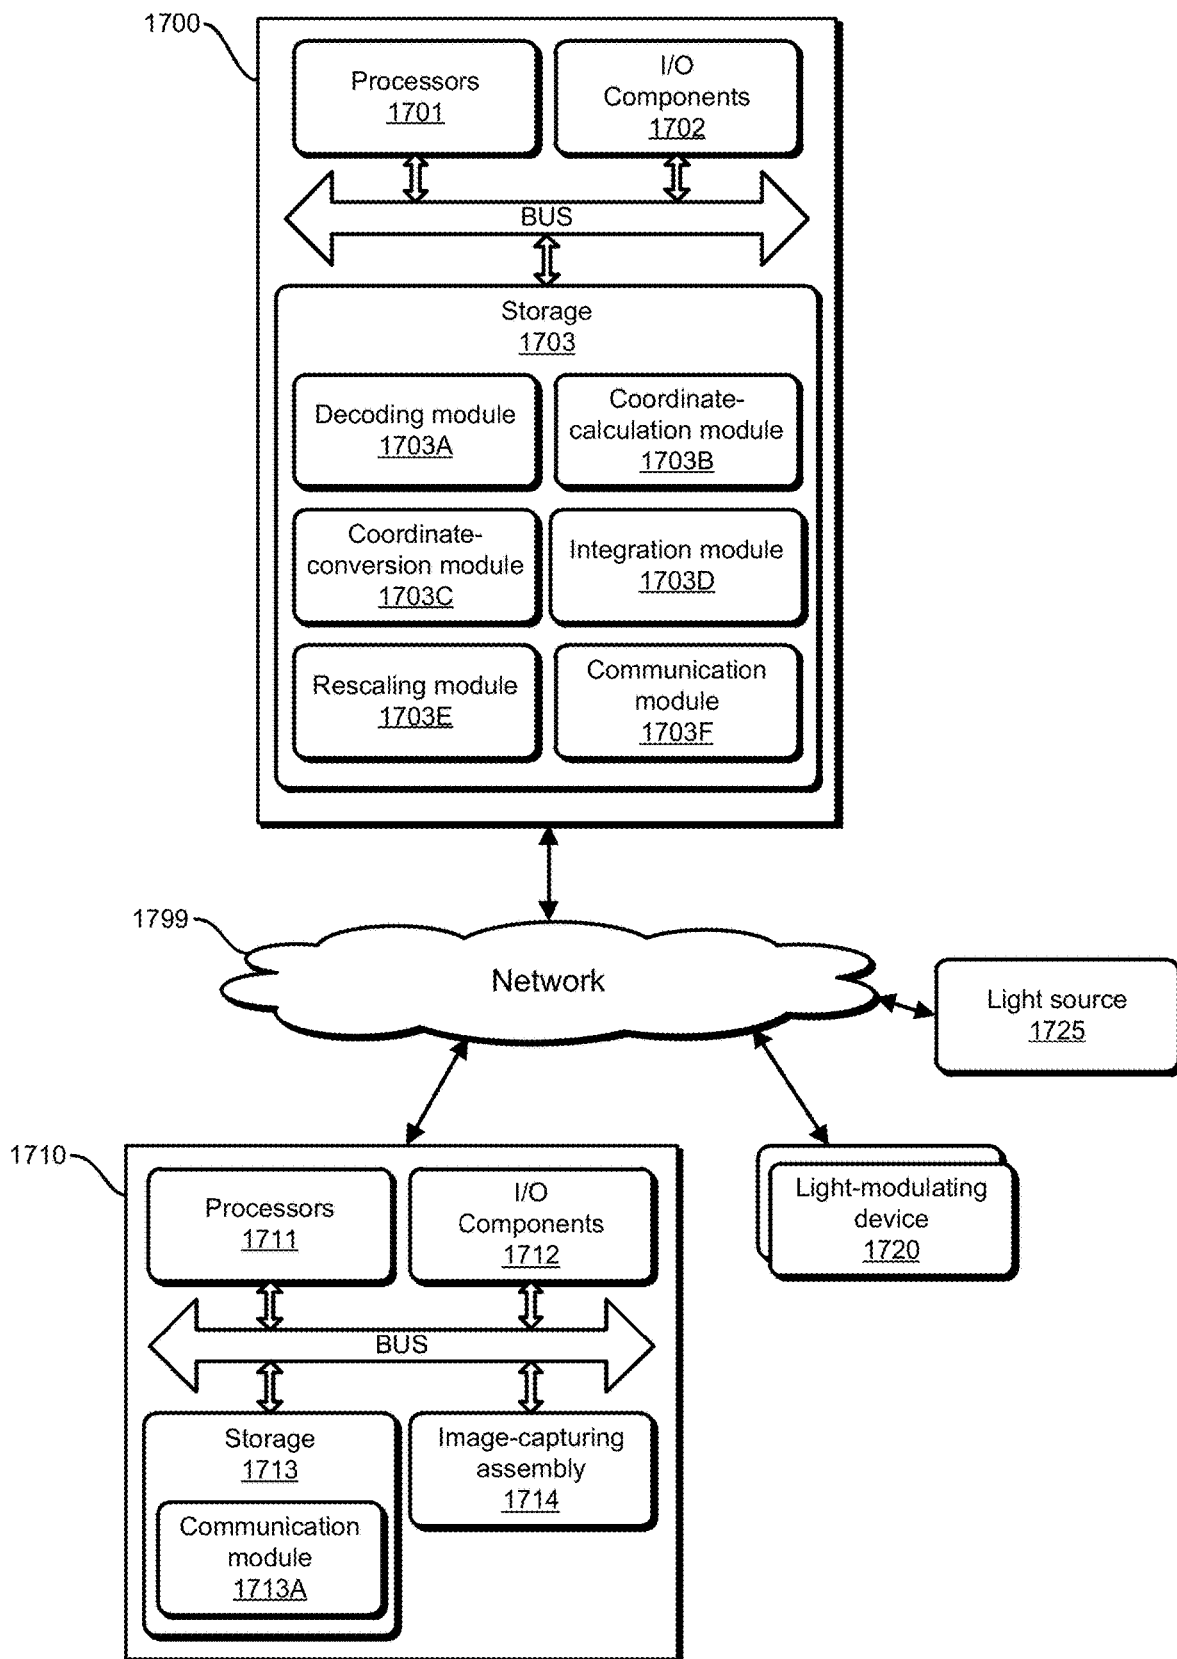 1700
Processors
1701
I/O
Components
1702
BUS
Storage
1703
Decoding module
1703A
Coordinate-
calculation module
1703B
Coordinate-
conversion module
1703C
Integration module
1703D
Rescaling module
1703E
Communication
module
1703F
1799
Network
Light source
1725
1710
Processors
1711
I/O
Components
1712
Light-modulating
device
1720
BUS
Storage
1713
Image-capturing
assembly
1714
Communication
module
1713A